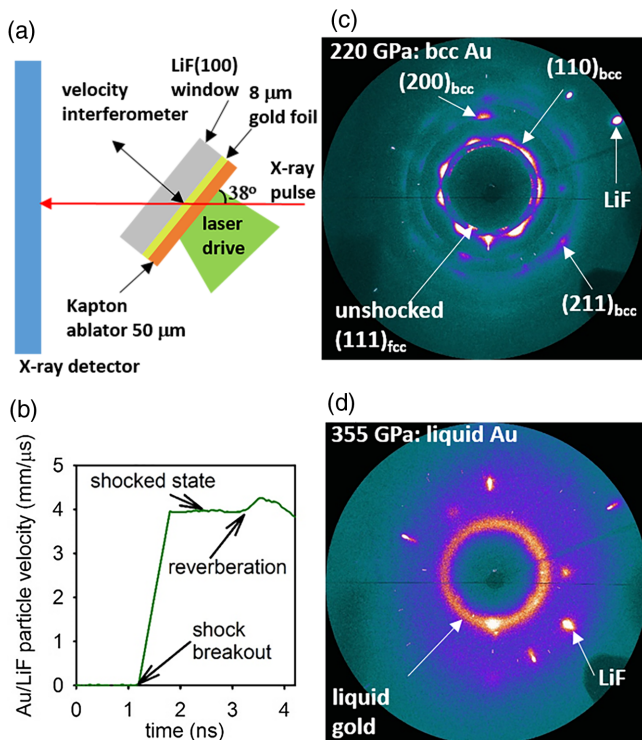 (a)
LiF(100)
window
8 μm
gold foil
velocity
interferometer
X-ray
pulse
38º
laser
drive
Kapton
ablator 50 μm
X-ray detector
(b)
Au/LiF particle velocity (mm/μs)
5
4
3
2
1
0
shocked state
reverberation
shock
breakout
0 1 2 3 4
time (ns)
(c)
220 GPa: bcc Au
(200)bcc
(110)bcc
LiF
unshocked
(111)fcc
(211)bcc
(d)
355 GPa: liquid Au
LiF
liquid
gold